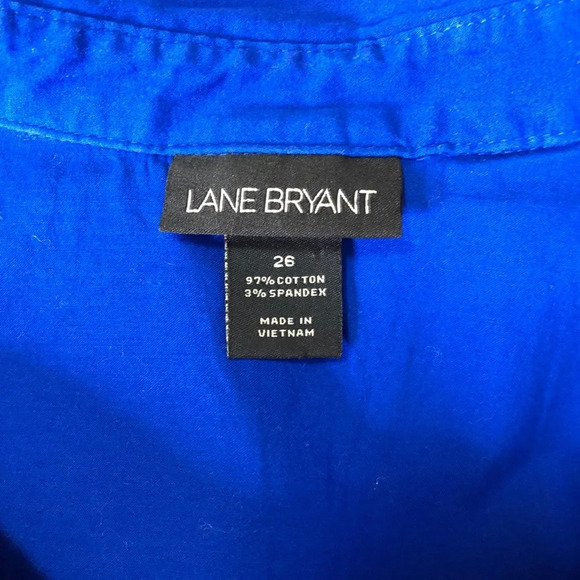 LANE BRYANT
26
97% COTTON
3% SPANDEX
MADE IN
VIETNAM